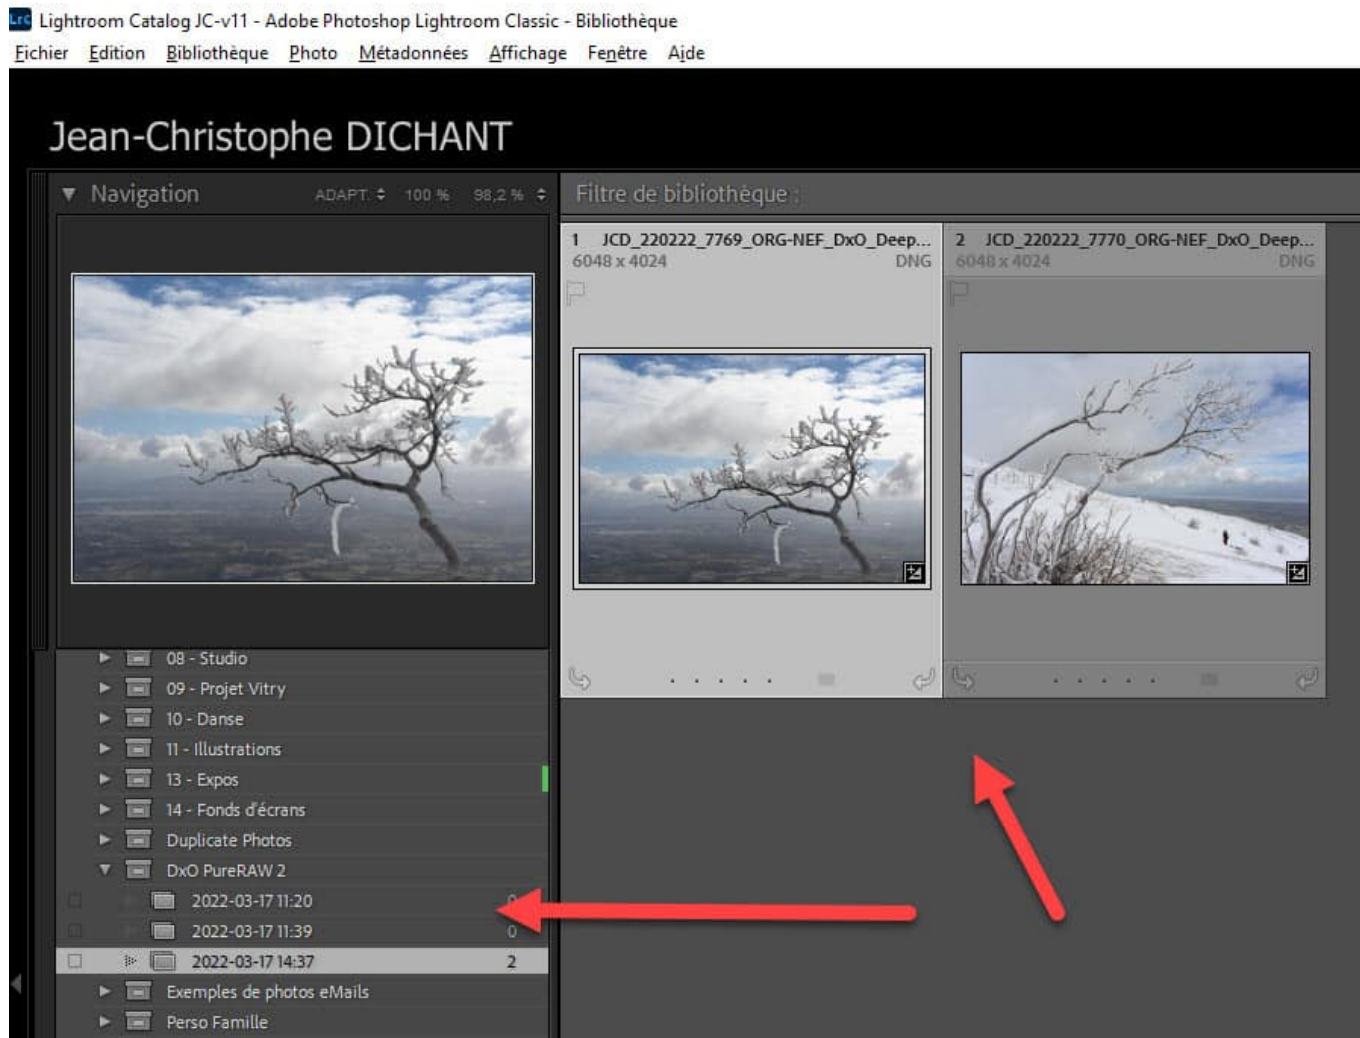 LrC Lightroom Catalog JC-v11 - Adobe Photoshop Lightroom Classic - Bibliothèque
Fichier Edition Bibliothèque Photo Métadonnées Affichage Fenêtre Aide
Jean-Christophe DICHANT
Navigation ADAPT. 100 % 98,2 %
Filtre de bibliothèque :
1 JCD_220222_7769_ORG-NEF_DxO_Deep...
6048 x 4024 DNG
2 JCD_220222_7770_ORG-NEF_DxO_Deep...
6048 x 4024 DNG
08 - Studio
09 - Projet Vitry
10 - Danse
11 - Illustrations
13 - Expos
14 - Fonds d'écrans
Duplicate Photos
DxO PureRAW 2
2022-03-17 11:20
2022-03-17 11:39 0
2022-03-17 14:37 2
Exemples de photos eMails
Perso Famille